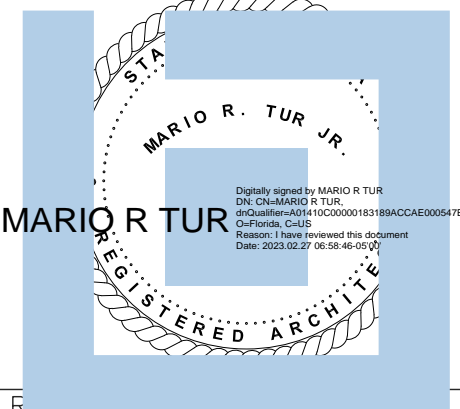 STA
MARIO R. TUR JR.
MARIO R TUR
Digitally signed by MARIO R TUR
DN: CN=MARIO R TUR,
dnQualifier=A01410C00000183189ACCAE000547E
O=Florida, C=US
Reason: I have reviewed this document
Date: 2023.02.27 06:58:46-05'00'
REGISTERED ARCHITE